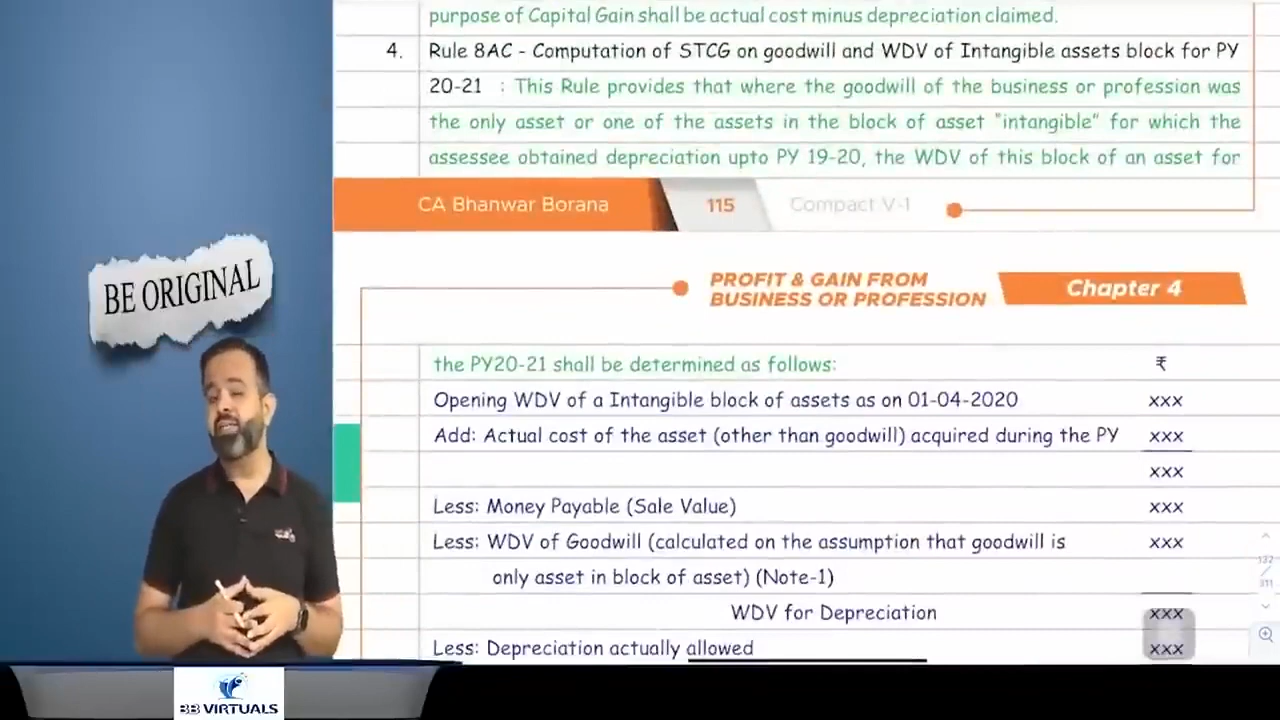 purpose of Capital Gain shall be actual cost minus depreciation claimed.
4. Rule 8AC - Computation of STCG on goodwill and WDV of Intangible assets block for PY
20-21 : This Rule provides that where the goodwill of the business or profession was
the only asset or one of the assets in the block of asset "intangible" for which the
assessee obtained depreciation upto PY 19-20, the WDV of this block of an asset for
CA Bhanwar Borana 115 Compact V-1
BE ORIGINAL
PROFIT & GAIN FROM
BUSINESS OR PROFESSION
Chapter 4
the PY20-21 shall be determined as follows: ₹
Opening WDV of a Intangible block of assets as on 01-04-2020 xxx
Add: Actual cost of the asset (other than goodwill) acquired during the PY xxx
xxx
Less: Money Payable (Sale Value) xxx
Less: WDV of Goodwill (calculated on the assumption that goodwill is xxx
only asset in block of asset) (Note-1)
WDV for Depreciation xxx
Less: Depreciation actually allowed xxx
132
/
311
BB VIRTUALS